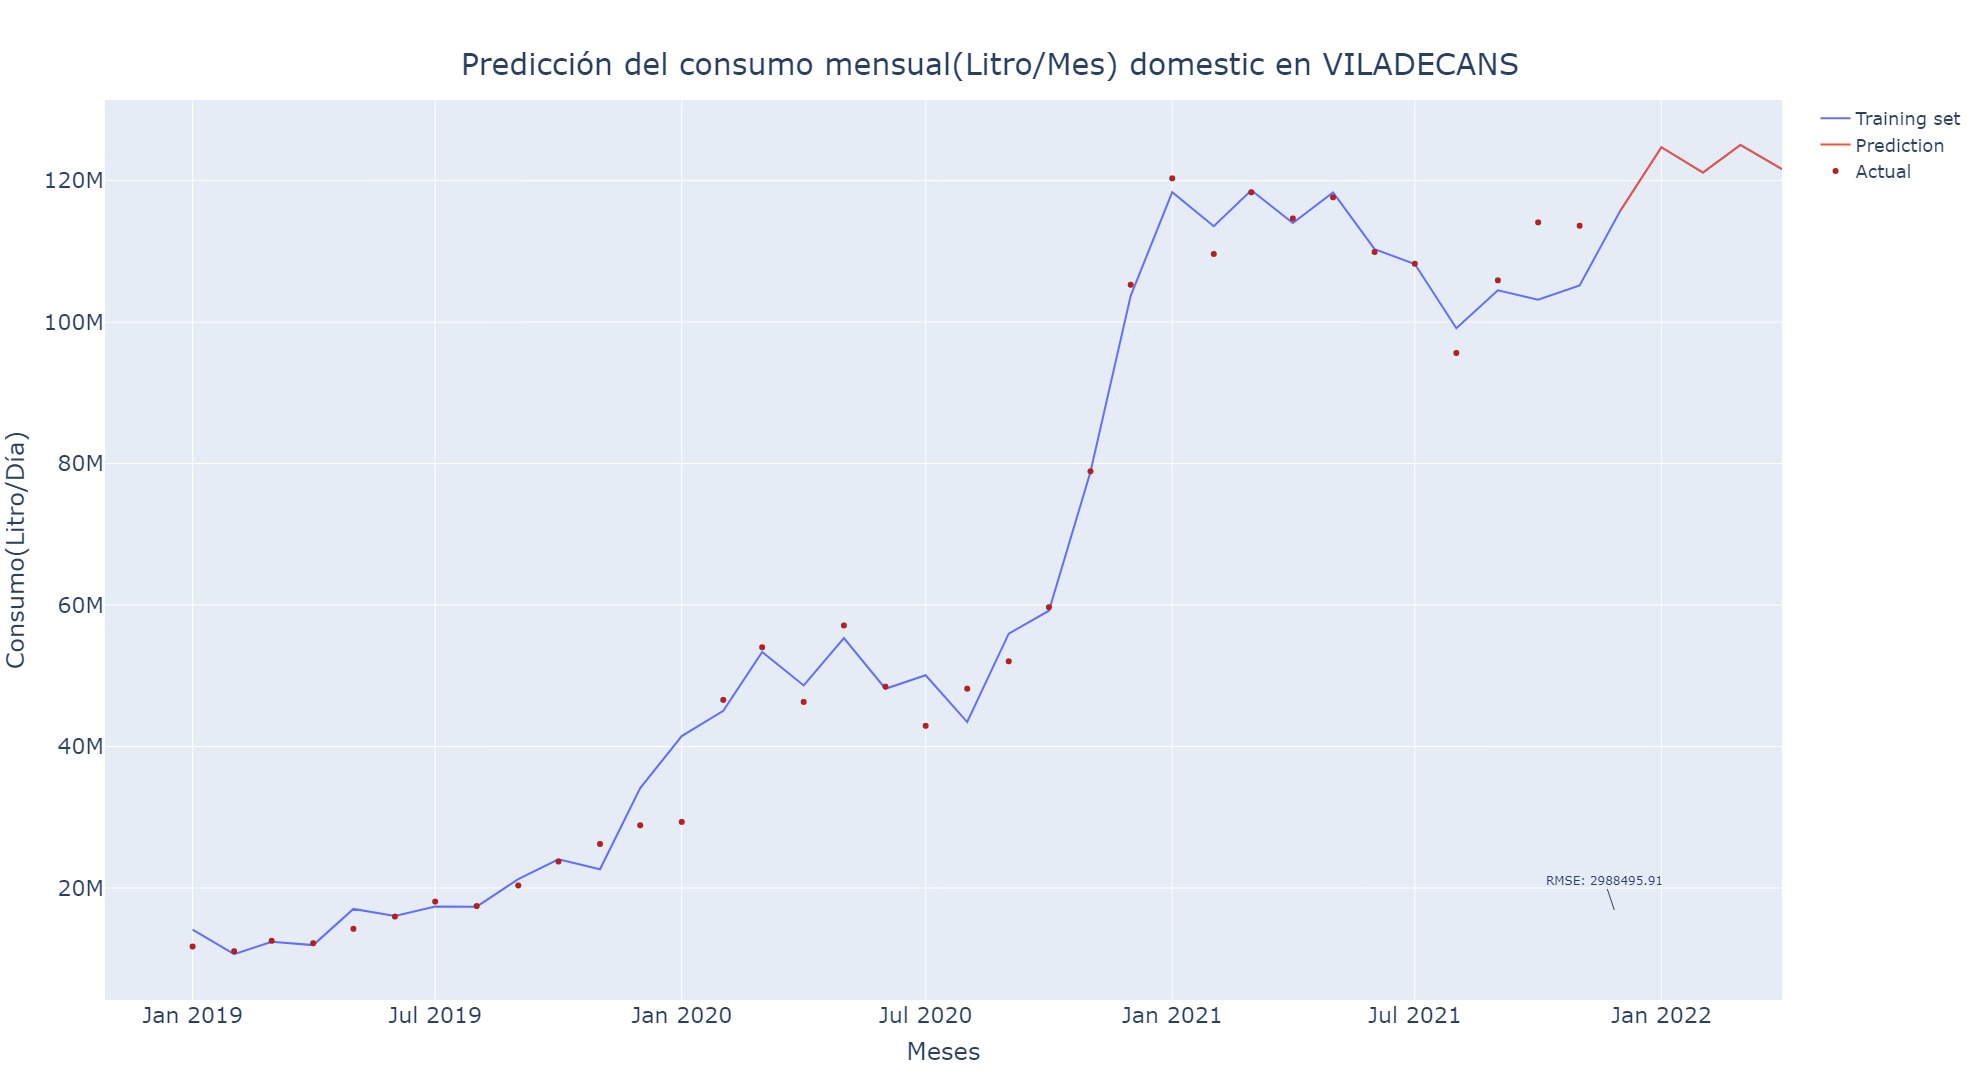 Predicción del consumo mensual(Litro/Mes) domestic en VILADECANS
Training set
Prediction
Actual
120M
100M
80M
60M
40M
20M
Consumo(Litro/Día)
RMSE: 2988495.91
Jan 2019
Jul 2019
Jan 2020
Jul 2020
Jan 2021
Jul 2021
Jan 2022
Meses